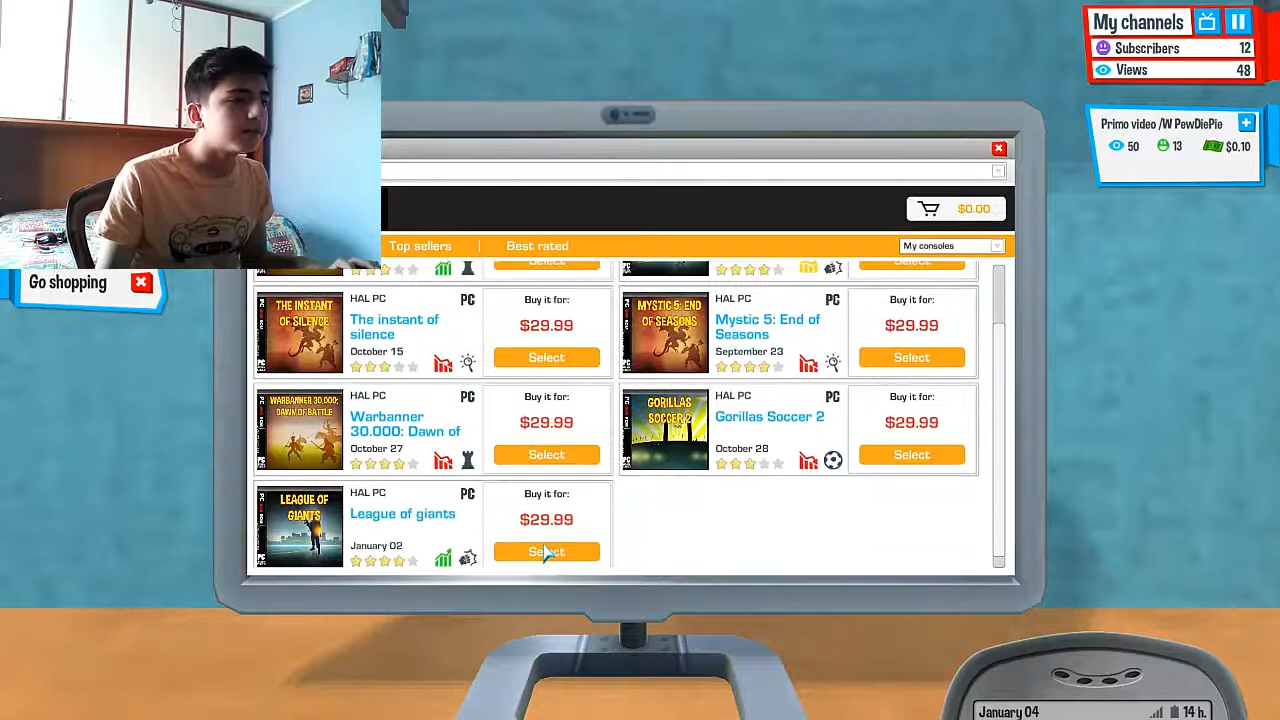 My channels
Subscribers 12
Views 48
Primo video /W PewDiePie
50 13 $0.10
$0.00
Top sellers | Best rated
My consoles
Go shopping
Select
Select
THE INSTANT OF SILENCE
HAL PC PC
The instant of silence
October 15
Buy it for:
$29.99
Select
MYSTIC 5: END OF SEASONS
HAL PC PC
Mystic 5: End of Seasons
September 23
Buy it for:
$29.99
Select
WARBANNER 30.000: DAWN OF BATTLE
HAL PC PC
Warbanner 30.000: Dawn of
October 27
Buy it for:
$29.99
Select
GORILLAS SOCCER 2
HAL PC PC
Gorillas Soccer 2
October 28
Buy it for:
$29.99
Select
LEAGUE OF GIANTS
HAL PC PC
League of giants
January 02
Buy it for:
$29.99
Select
January 04 14 h.